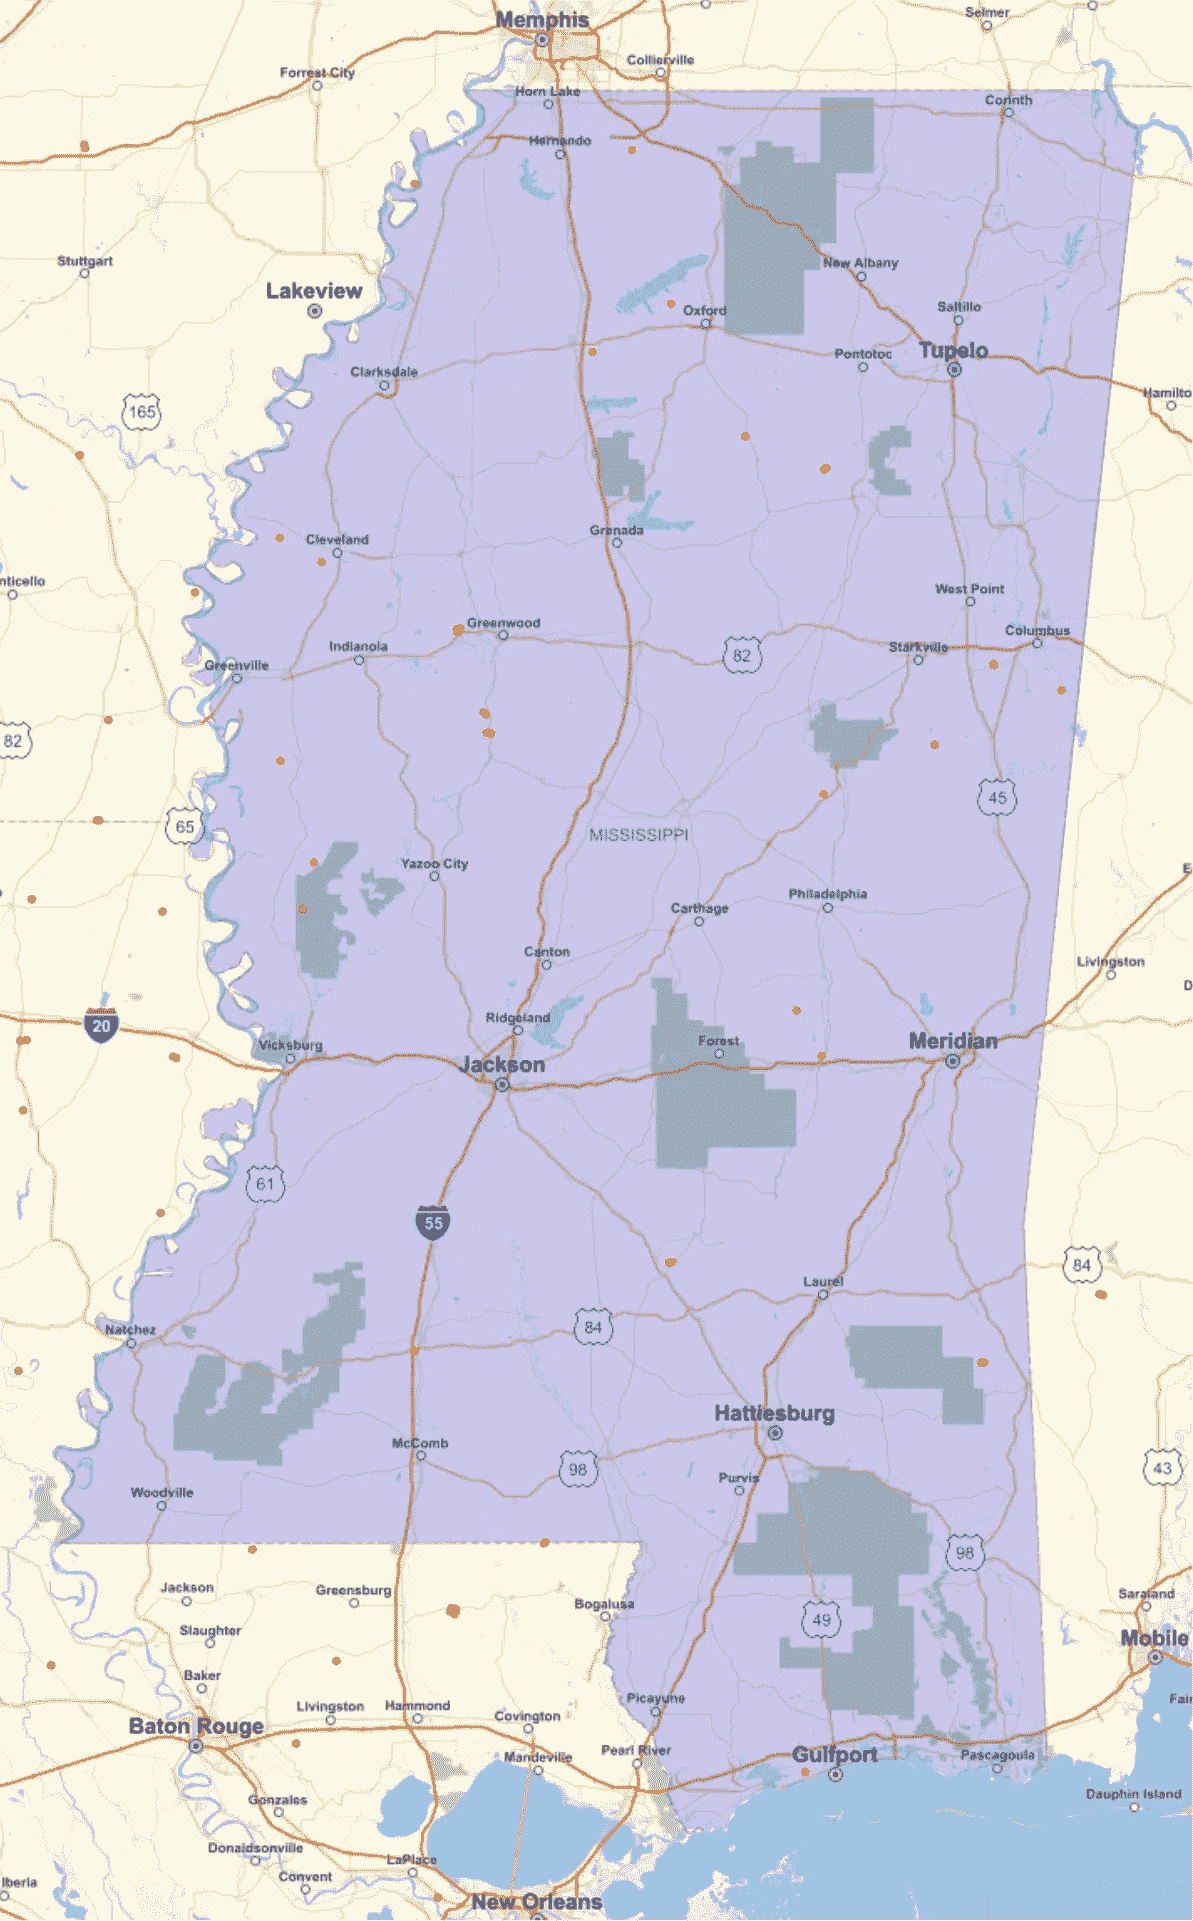 Memphis
Selmer
Collierville
Forrest City
Horn Lake
Corinth
Hernando
Stuttgart
New Albany
Lakeview
Saltillo
Oxford
Tupelo
Pontotoc
Clarksdale
Hamilto
165
Grenada
Cleveland
nticello
West Point
Greenwood
Columbus
Indianola
Starkville
82
Greenville
82
45
65
MISSISSIPPI
Yazoo City
E
Philadelphia
Carthage
Canton
Livingston
D
Ridgeland
20
Vicksburg
Forest
Meridian
Jackson
61
55
84
Laurel
Natchez
84
Hattiesburg
McComb
98
43
Purvis
Woodville
98
Jackson
Greensburg
Saraland
Bogalusa
49
Slaughter
Mobile
Baker
Livingston
Hammond
Picayune
Fair
Covington
Baton Rouge
Pearl River
Mandeville
Gulfport
Pascagoula
Dauphin Island
Gonzales
Donaldsonville
LaPlace
Convent
Iberia
New Orleans